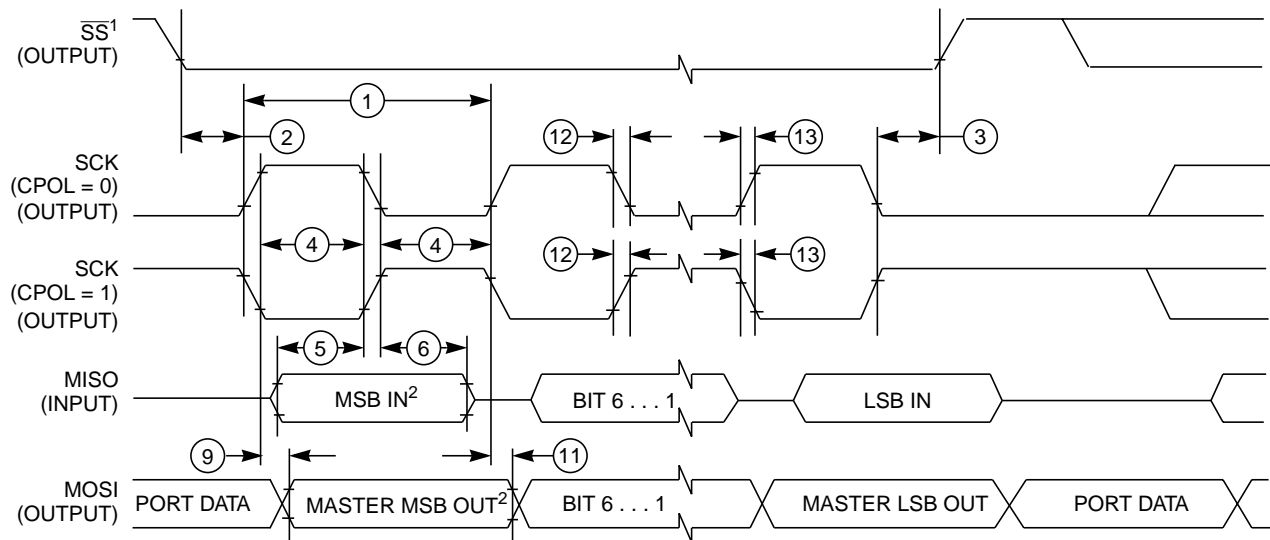 SS¹
(OUTPUT)
1
2
12
13
3
SCK
(CPOL = 0)
(OUTPUT)
4
4
SCK
(CPOL = 1)
(OUTPUT)
12
13
5
6
MISO
(INPUT)
MSB IN²
BIT 6 . . . 1
LSB IN
9
11
MOSI
(OUTPUT)
PORT DATA
MASTER MSB OUT²
BIT 6 . . . 1
MASTER LSB OUT
PORT DATA